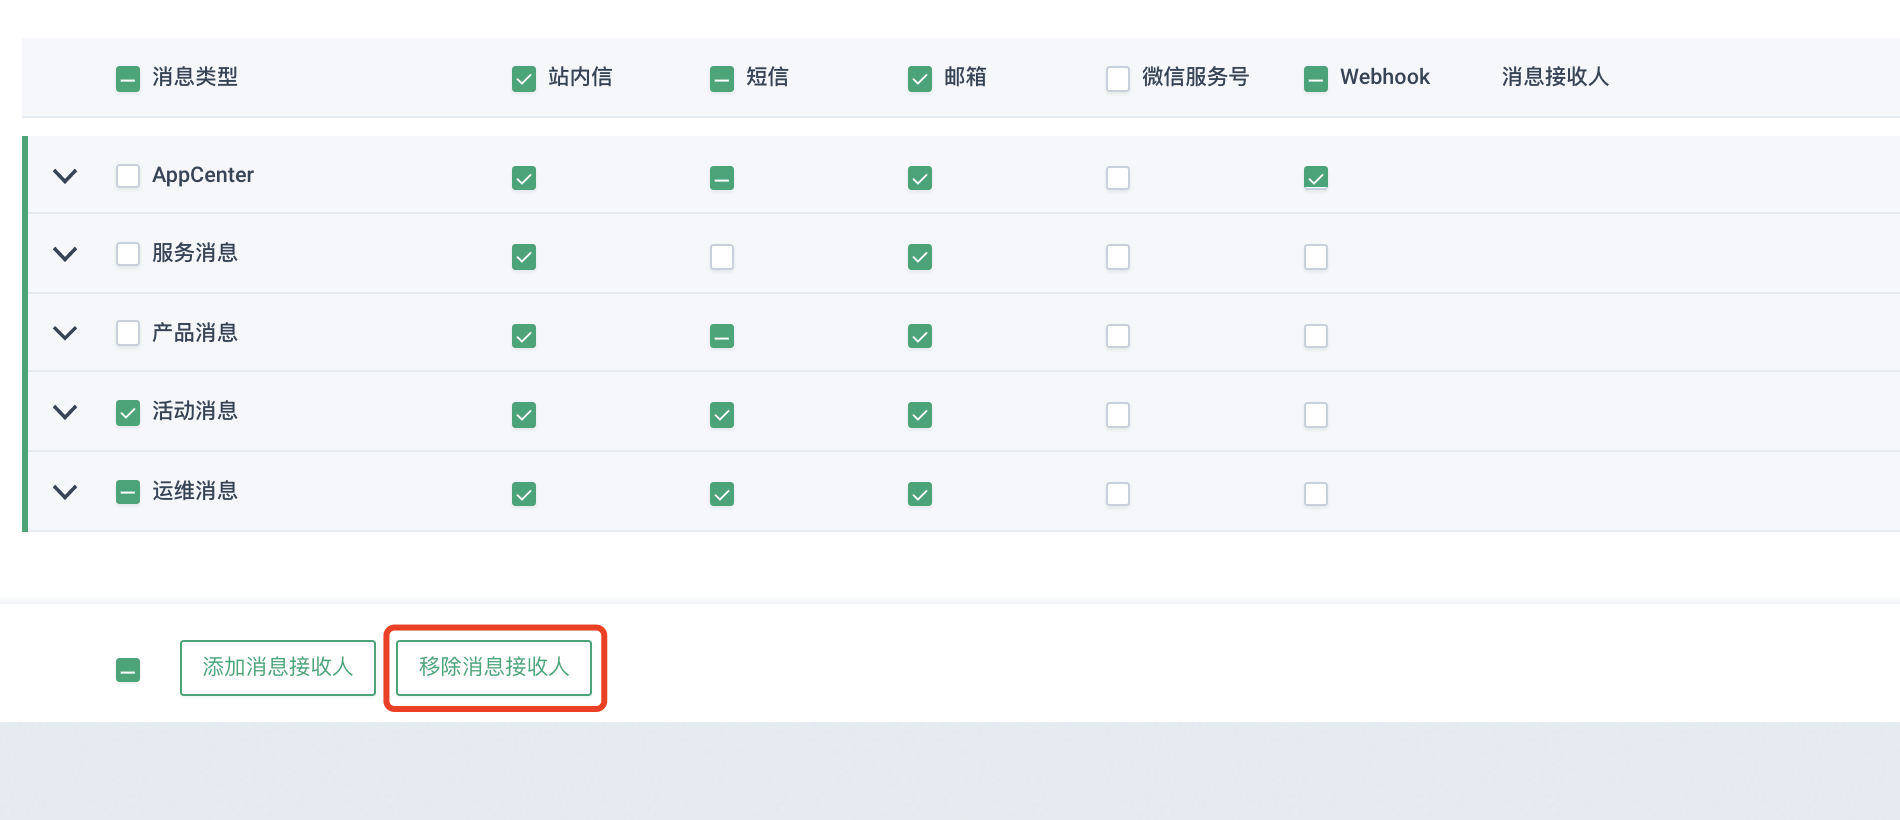 消息类型 站内信 短信 邮箱 微信服务号 Webhook 消息接收人
AppCenter
服务消息
产品消息
活动消息
运维消息
添加消息接收人 移除消息接收人